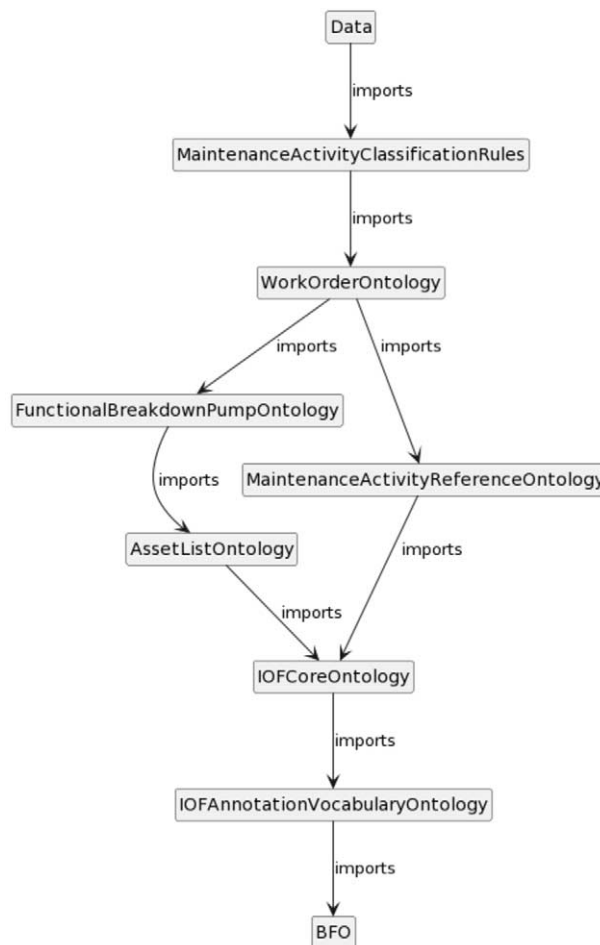 Data
imports
MaintenanceActivityClassificationRules
imports
WorkOrderOntology
imports
imports
FunctionalBreakdownPumpOntology
imports
MaintenanceActivityReferenceOntology
imports
AssetListOntology
imports
IOFCoreOntology
imports
IOFAnnotationVocabularyOntology
imports
BFO